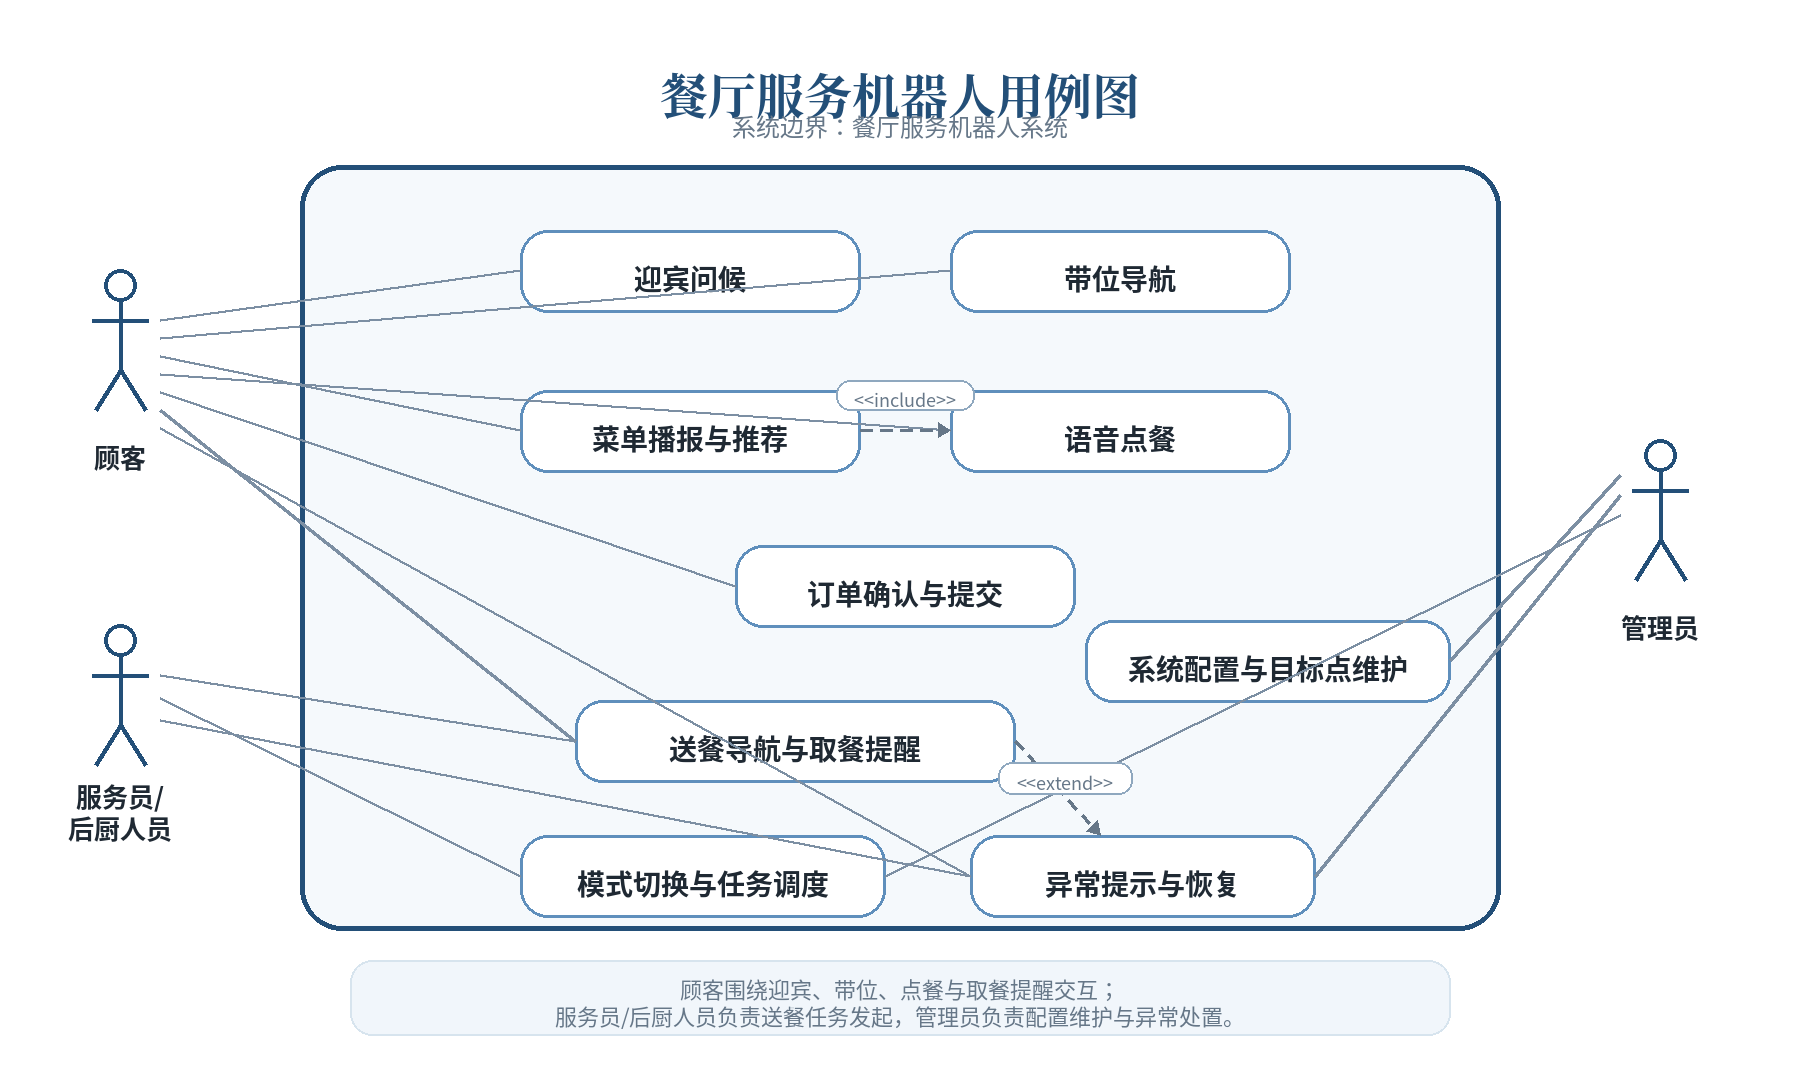 餐厅服务机器人用例图
系统边界：餐厅服务机器人系统
迎宾问候
带位导航
<<include>>
菜单播报与推荐
语音点餐
顾客
订单确认与提交
管理员
系统配置与目标点维护
送餐导航与取餐提醒
<<extend>>
服务员/
后厨人员
模式切换与任务调度
异常提示与恢复
顾客围绕迎宾、带位、点餐与取餐提醒交互；
服务员/后厨人员负责送餐任务发起，管理员负责配置维护与异常处置。